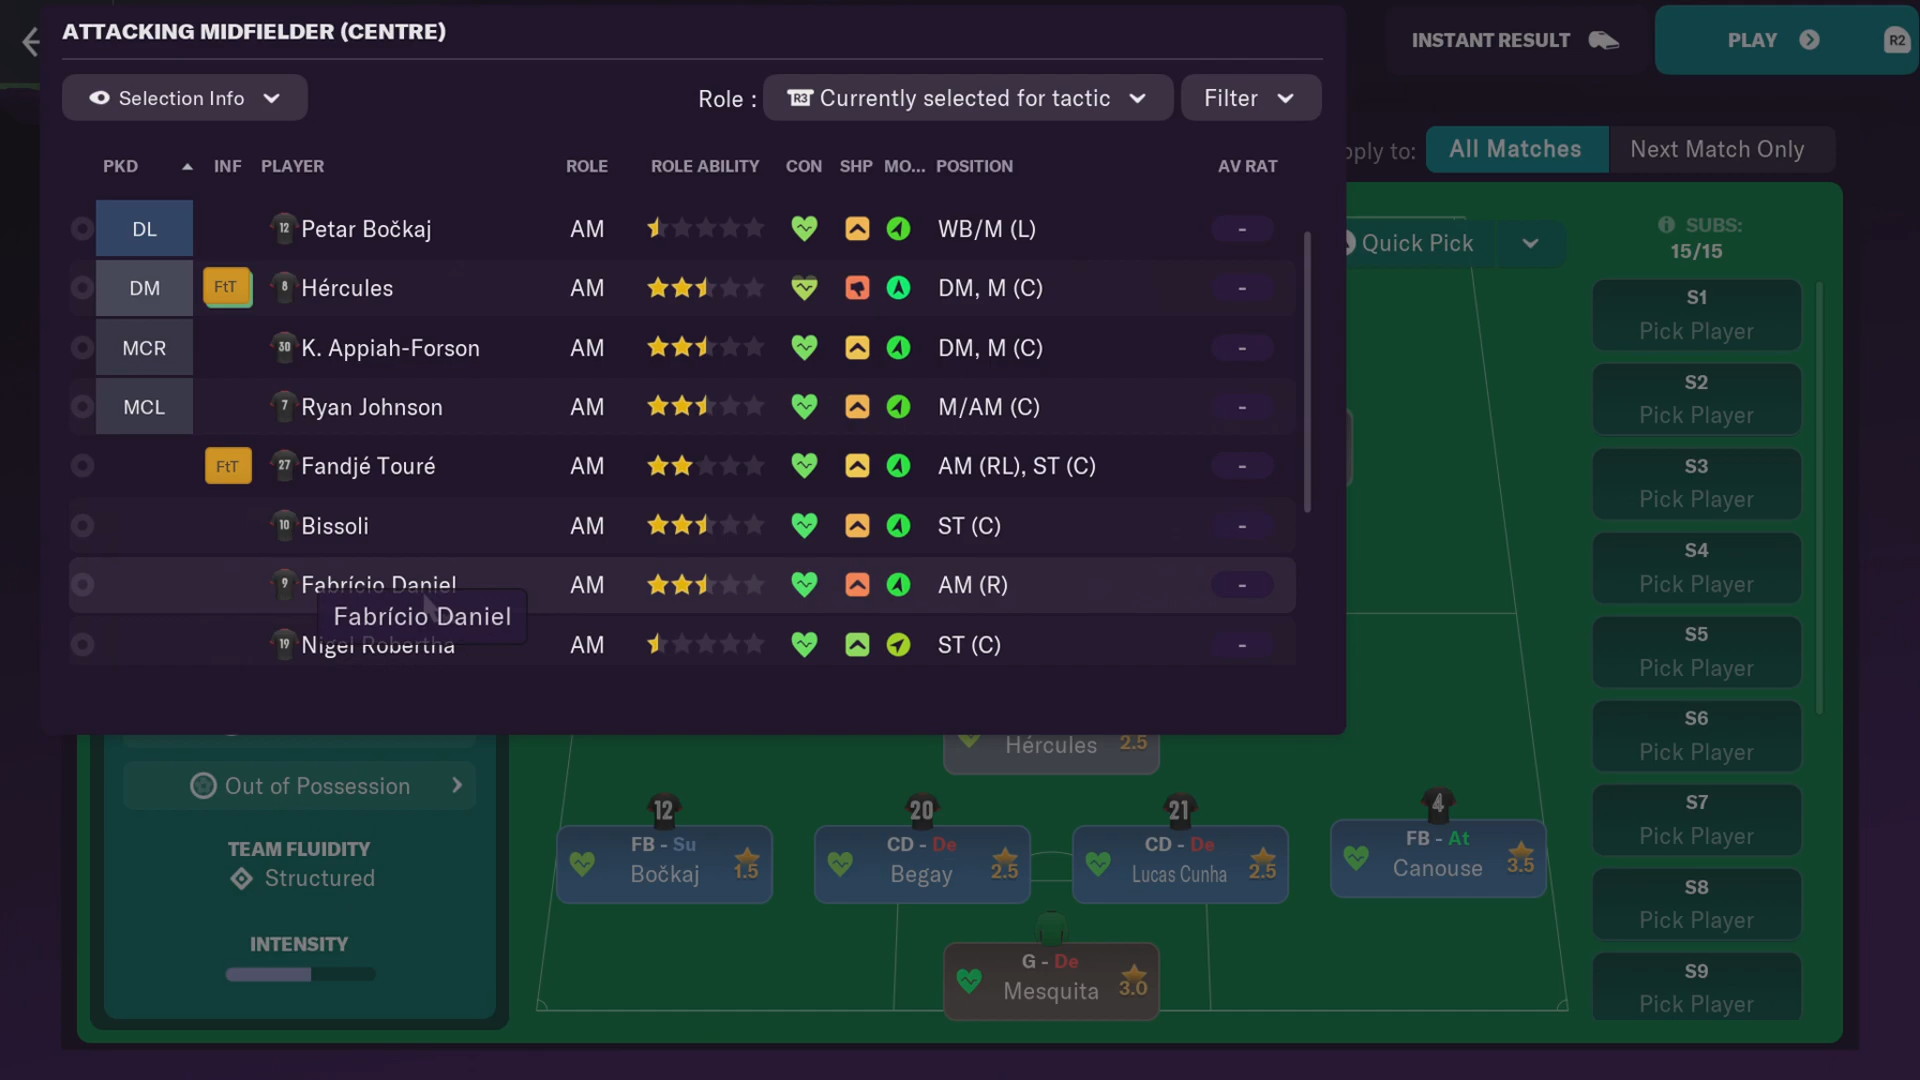 ATTACKING MIDFIELDER (CENTRE)
INSTANT RESULT
PLAY
R2
Selection Info
Role :
R3 Currently selected for tactic
Filter
All Matches
Next Match Only
PKD INF PLAYER ROLE ROLE ABILITY CON SHP MO... POSITION AV RAT
DL 12 Petar Bočkaj AM WB/M (L) -
DM FtT 8 Hércules AM DM, M (C) -
MCR 30 K. Appiah-Forson AM DM, M (C) -
MCL 7 Ryan Johnson AM M/AM (C) -
FtT 27 Fandjé Touré AM AM (RL), ST (C) -
10 Bissoli AM ST (C) -
9 Fabrício Daniel AM AM (R) -
Fabrício Daniel
19 Nigel Robertha AM ST (C) -
to:
Quick Pick
SUBS:
15/15
S1
Pick Player
S2
Pick Player
S3
Pick Player
S4
Pick Player
S5
Pick Player
S6
Pick Player
S7
Pick Player
S8
Pick Player
S9
Pick Player
Out of Possession
TEAM FLUIDITY
Structured
INTENSITY
Hércules 2.5
12
FB - Su
Bočkaj 1.5
20
CD - De
Begay 2.5
21
CD - De
Lucas Cunha 2.5
4
FB - At
Canouse 3.5
G - De
Mesquita 3.0